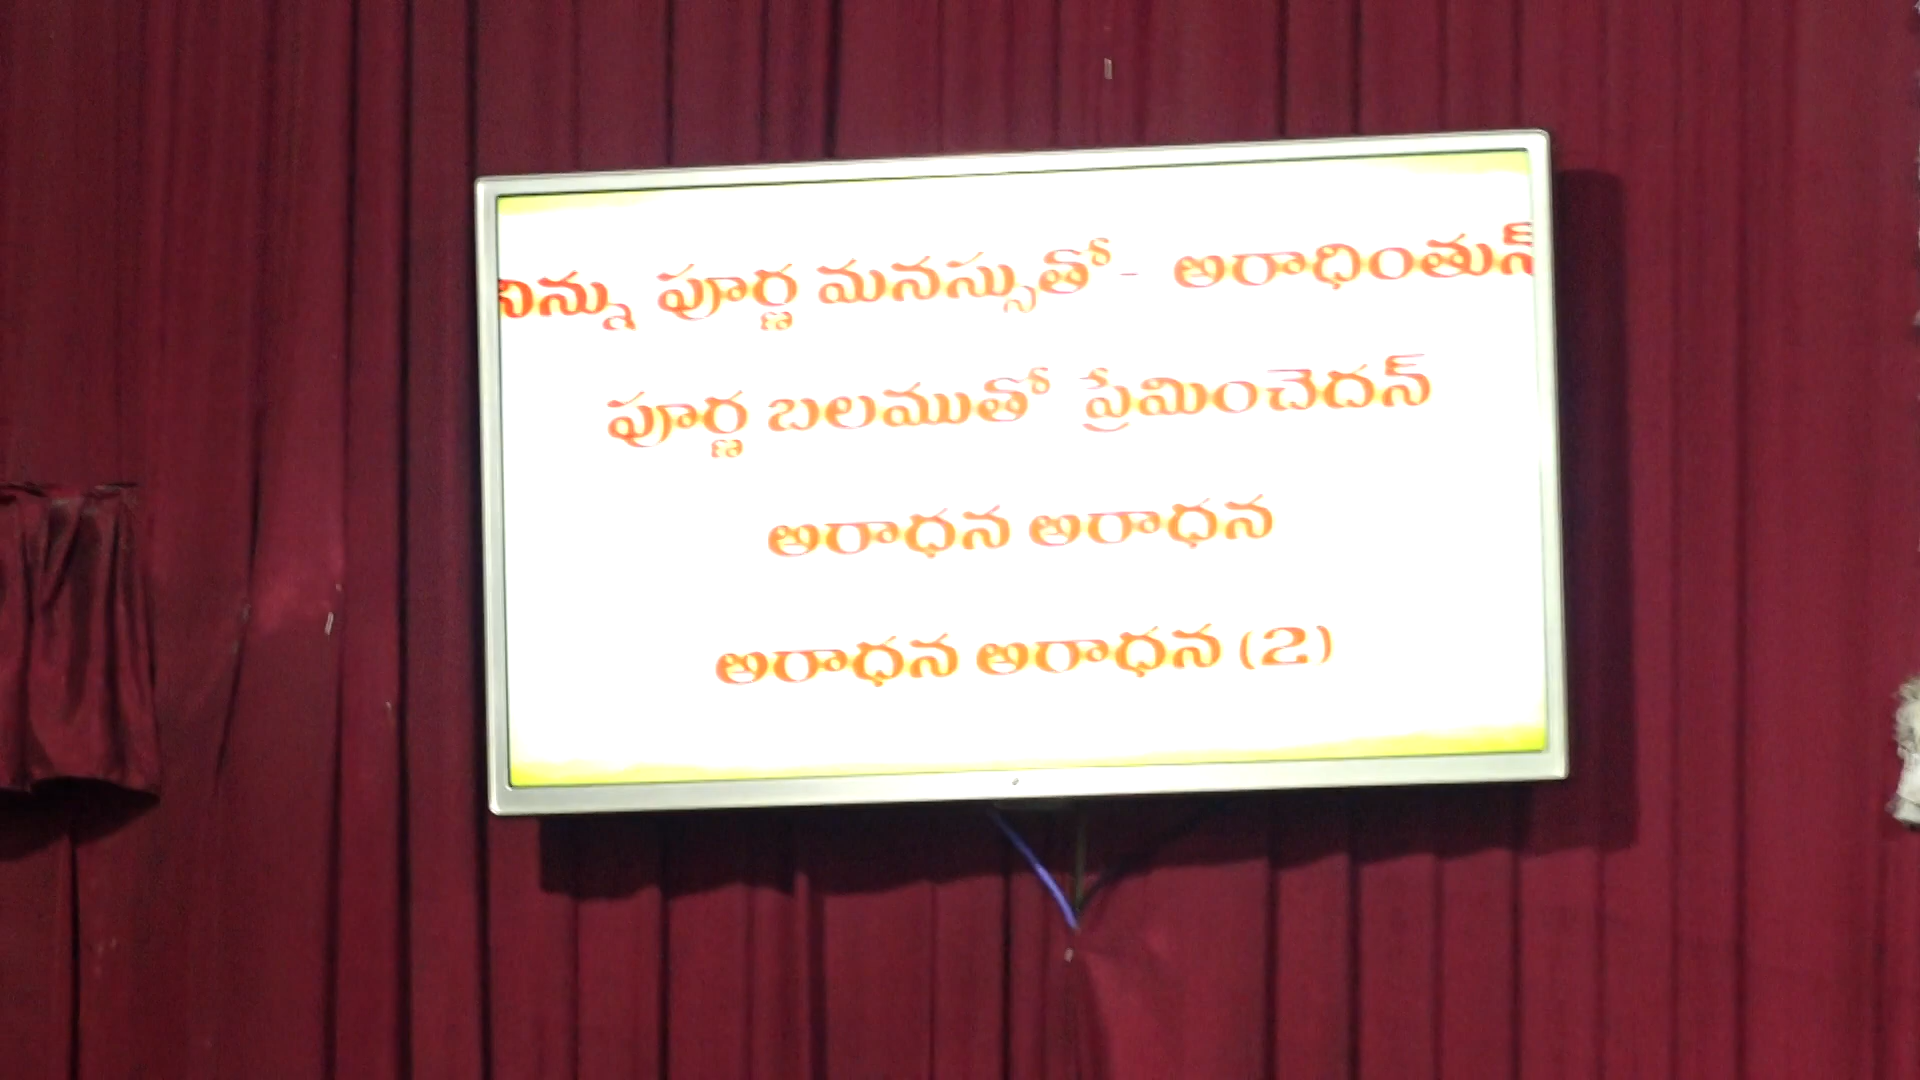 నిన్ను పూర్ణ మనస్సుతో - అరాధింతున్
పూర్ణ బలముతో ప్రేమించెదన్
అరాధన అరాధన
అరాధన అరాధన (2)